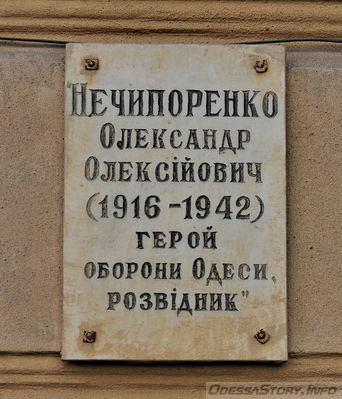 "НЕЧИПОРЕНКО
ОЛЕКСАНДР
ОЛЕКСІЙОВИЧ
(1916-1942)
ГЕРОЙ
ОБОРОНИ ОДЕСИ,
РОЗВІДНИК"
OdessaStory.Info